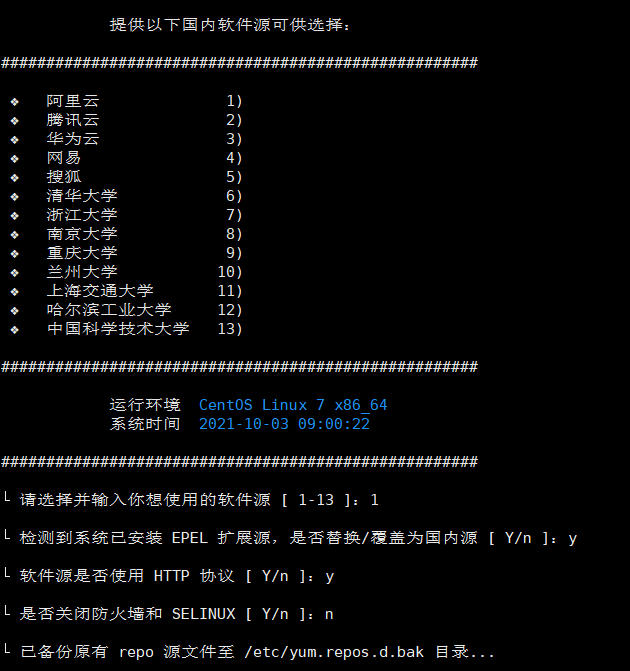 提供以下国内软件源可供选择：
#####################################################
❖ 阿里云 1)
❖ 腾讯云 2)
❖ 华为云 3)
❖ 网易 4)
❖ 搜狐 5)
❖ 清华大学 6)
❖ 浙江大学 7)
❖ 南京大学 8)
❖ 重庆大学 9)
❖ 兰州大学 10)
❖ 上海交通大学 11)
❖ 哈尔滨工业大学 12)
❖ 中国科学技术大学 13)
#####################################################
运行环境 CentOS Linux 7 x86_64
系统时间 2021-10-03 09:00:22
#####################################################
└ 请选择并输入你想使用的软件源 [ 1-13 ]：1
└ 检测到系统已安装 EPEL 扩展源，是否替换/覆盖为国内源 [ Y/n ]：y
└ 软件源是否使用 HTTP 协议 [ Y/n ]：y
└ 是否关闭防火墙和 SELINUX [ Y/n ]：n
└ 已备份原有 repo 源文件至 /etc/yum.repos.d.bak 目录...